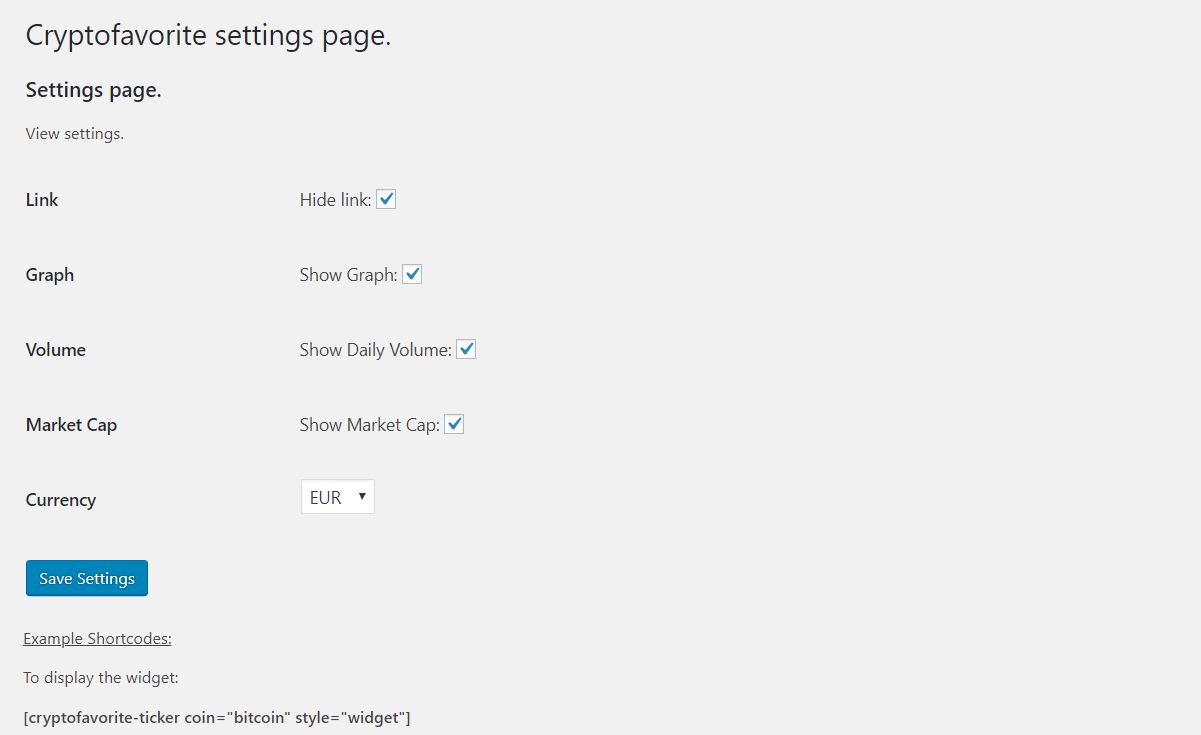 Cryptofavorite settings page.
Settings page.
View settings.
Link Hide link:
Graph Show Graph:
Volume Show Daily Volume:
Market Cap Show Market Cap:
Currency EUR
Save Settings
Example Shortcodes:
To display the widget:
[cryptofavorite-ticker coin="bitcoin" style="widget"]